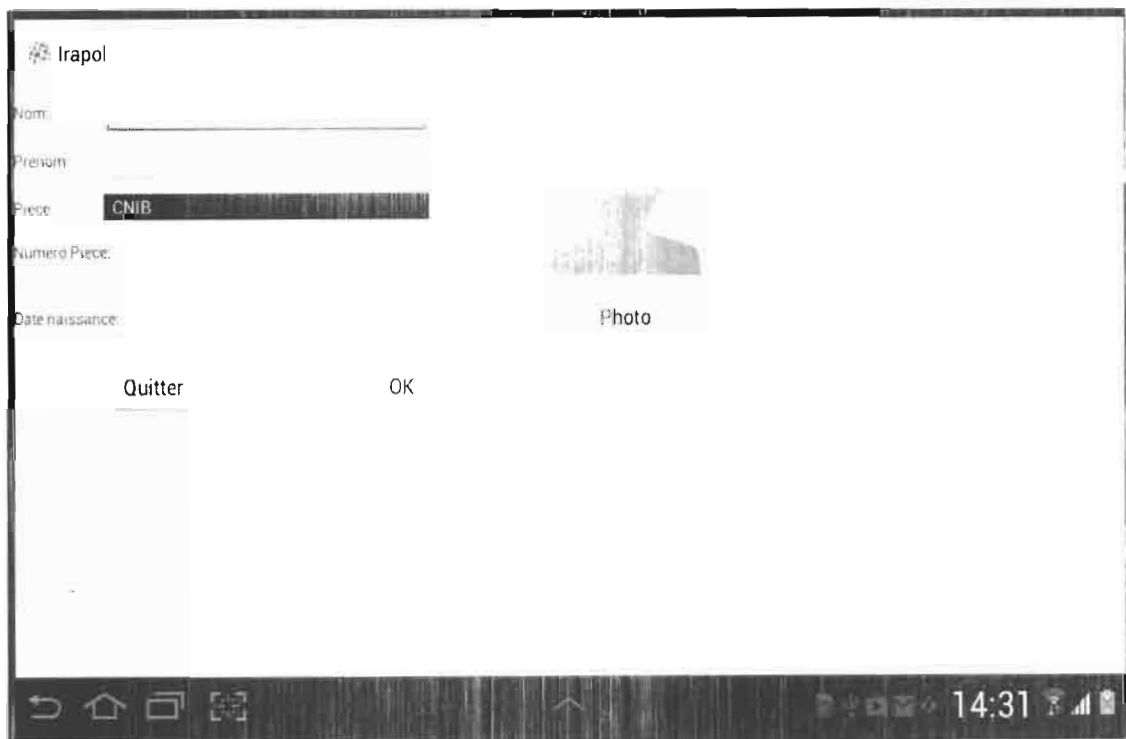 Irapol
Nom:
Prenom
Piece CNIB
Numero Piece:
Date naissance:
Photo
Quitter OK
14:31